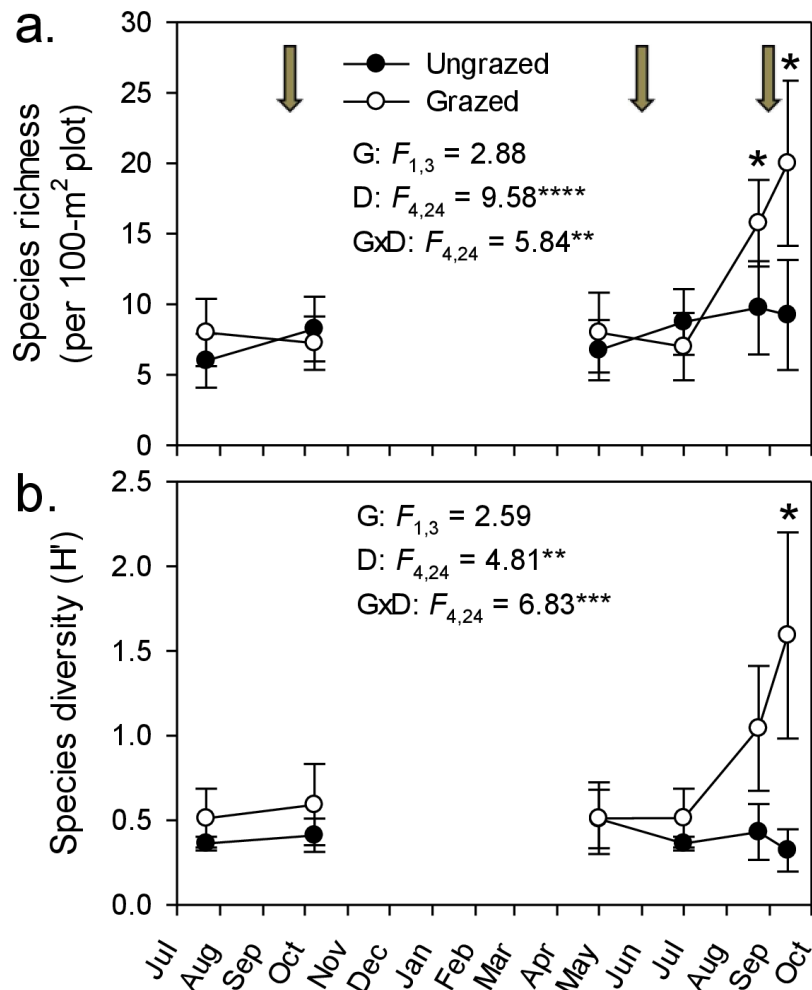 a.
30
25
20
15
10
5
0
Species richness
(per 100-m² plot)
Ungrazed
Grazed
G: F1,3 = 2.88
D: F4,24 = 9.58****
GxD: F4,24 = 5.84**
*
*
b.
2.5
2.0
1.5
1.0
0.5
0.0
Species diversity (H')
G: F1,3 = 2.59
D: F4,24 = 4.81**
GxD: F4,24 = 6.83***
*
Jul
Aug
Sep
Oct
Nov
Dec
Jan
Feb
Mar
Apr
May
Jun
Jul
Aug
Sep
Oct